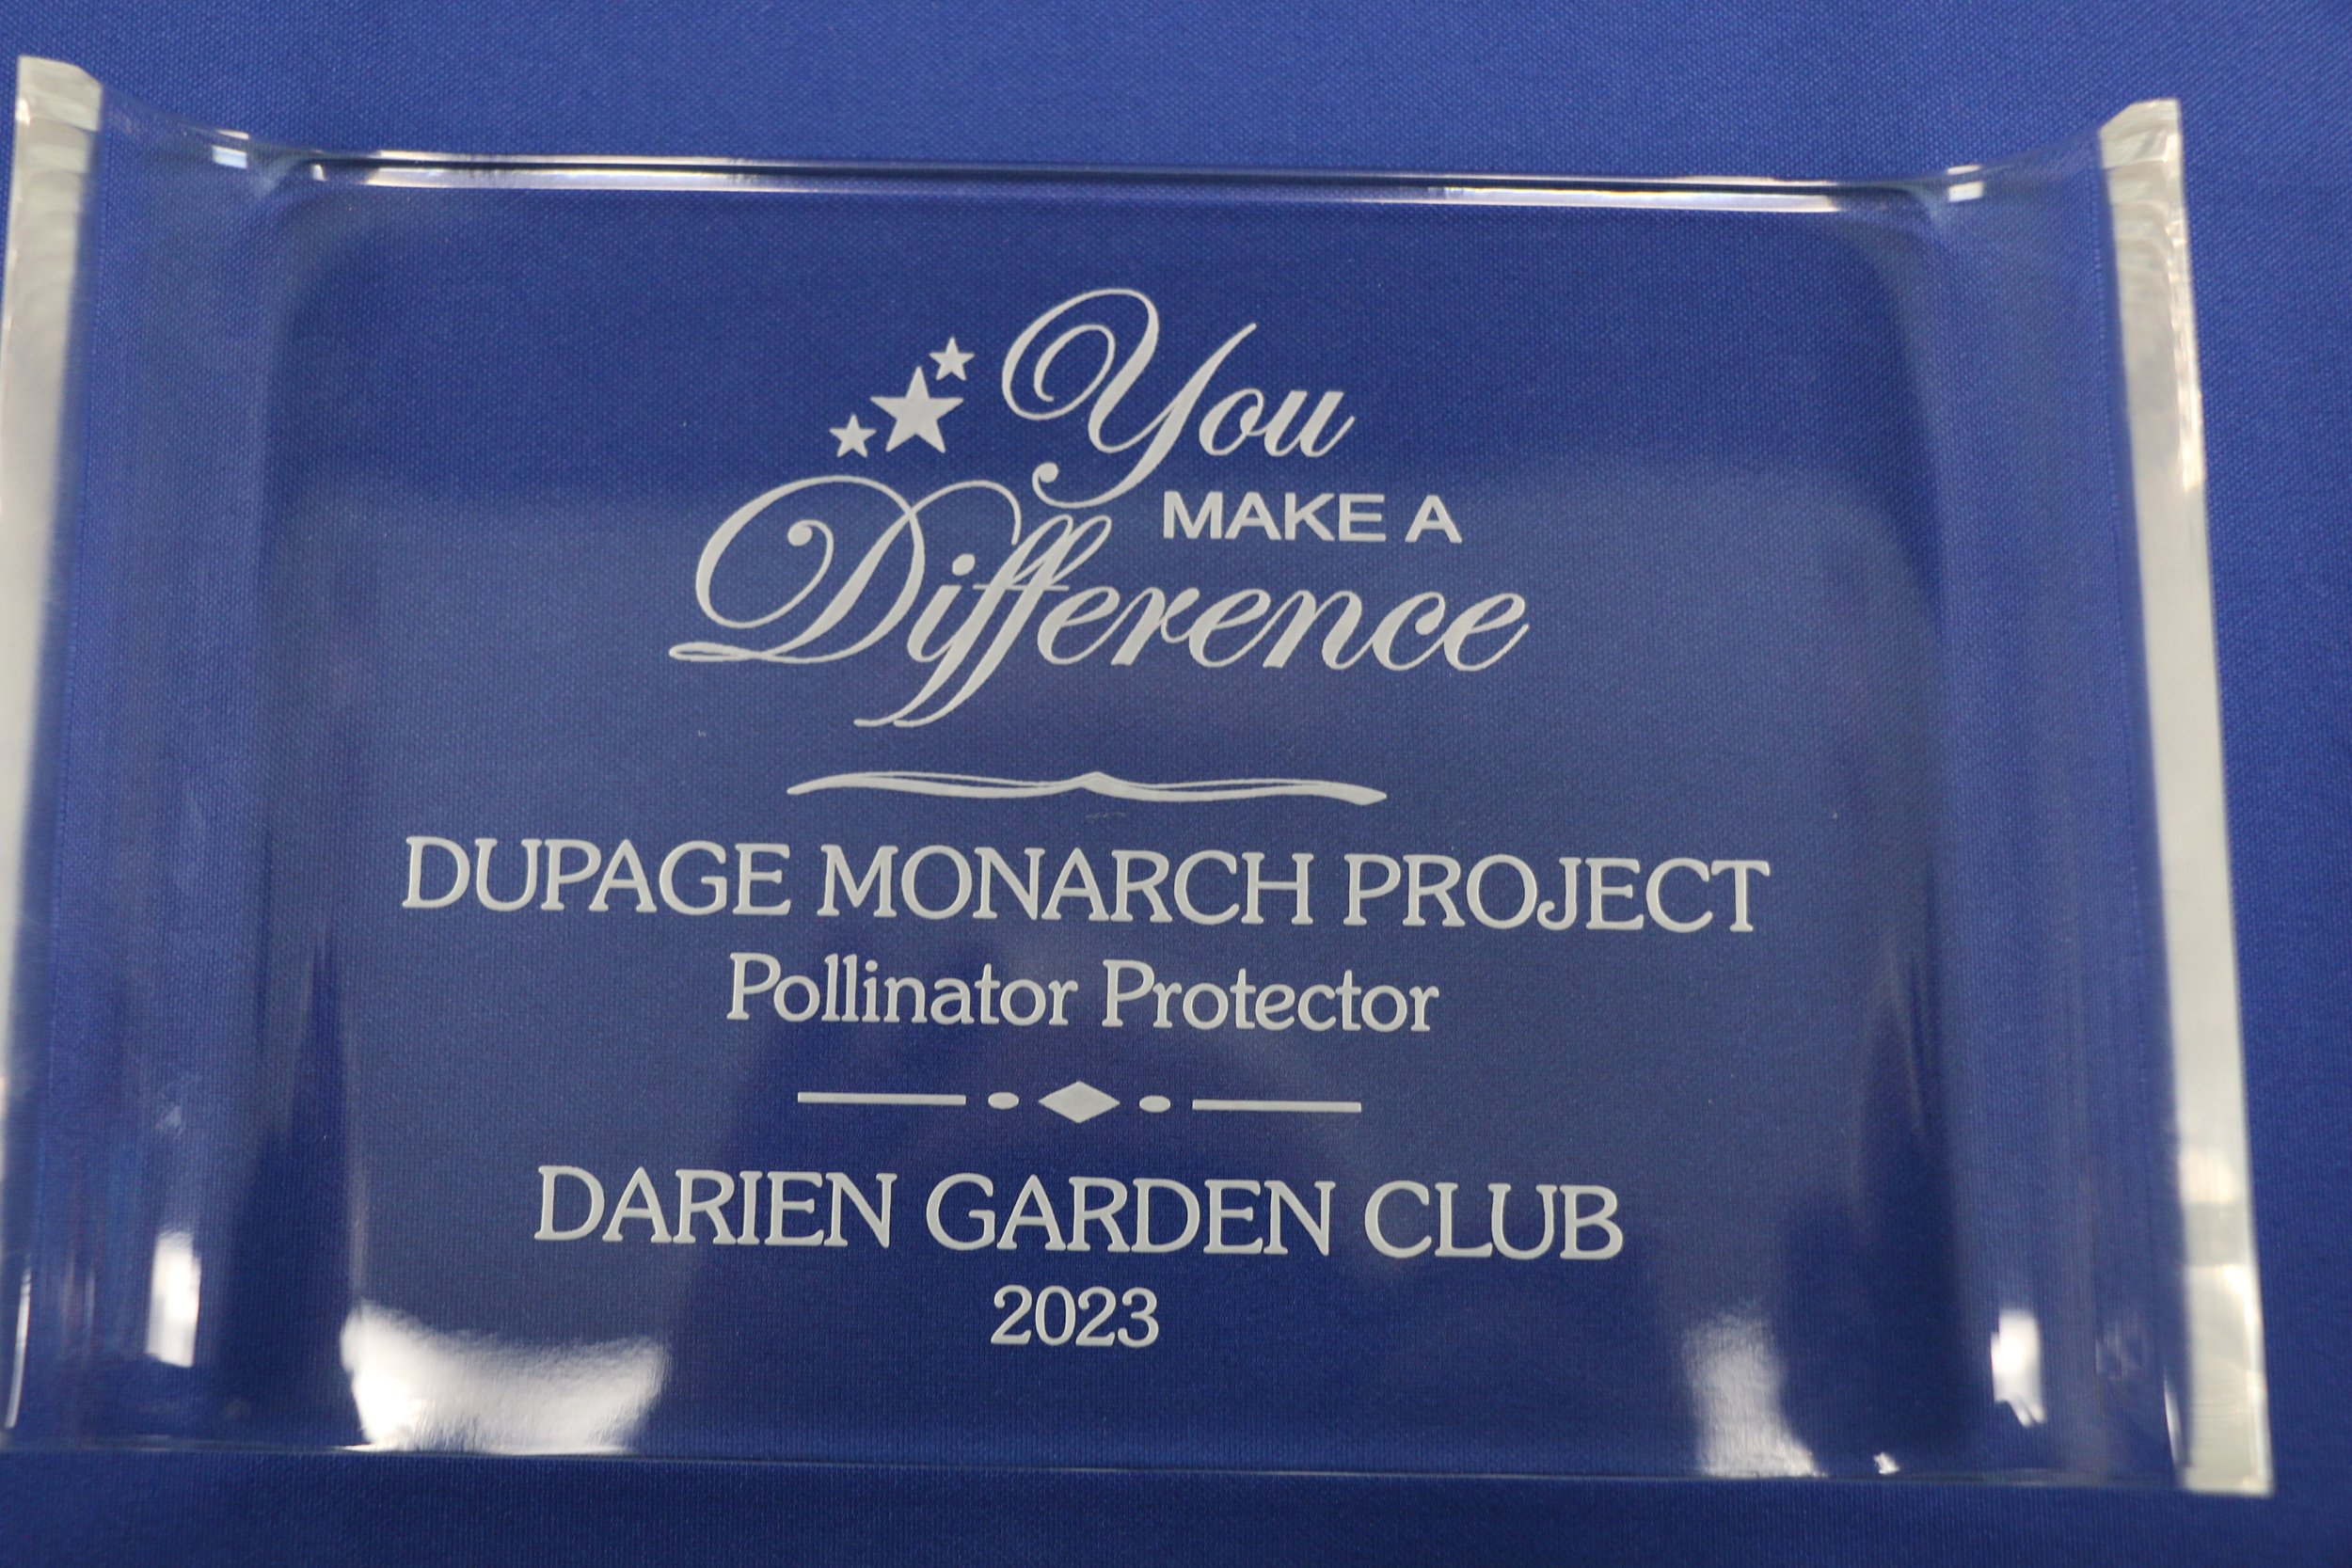 You
MAKE A
Difference
DUPAGE MONARCH PROJECT
Pollinator Protector
DARIEN GARDEN CLUB
2023